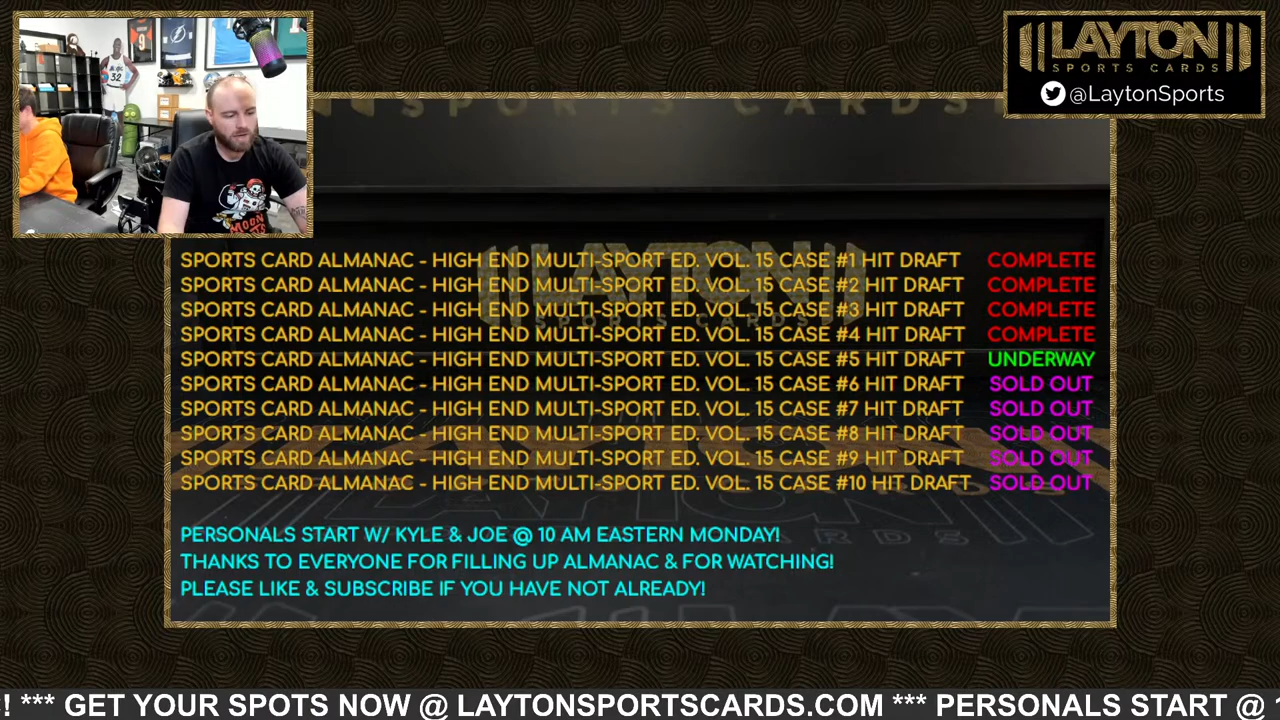 LAYTON
SPORTS CARDS
@LaytonSports
SPORTS CARDS
9
32
MOON
LAYTON
SPORTS CARDS
SPORTS CARD ALMANAC - HIGH END MULTI-SPORT ED. VOL. 15 CASE #1 HIT DRAFT COMPLETE
SPORTS CARD ALMANAC - HIGH END MULTI-SPORT ED. VOL. 15 CASE #2 HIT DRAFT COMPLETE
SPORTS CARD ALMANAC - HIGH END MULTI-SPORT ED. VOL. 15 CASE #3 HIT DRAFT COMPLETE
SPORTS CARD ALMANAC - HIGH END MULTI-SPORT ED. VOL. 15 CASE #4 HIT DRAFT COMPLETE
SPORTS CARD ALMANAC - HIGH END MULTI-SPORT ED. VOL. 15 CASE #5 HIT DRAFT UNDERWAY
SPORTS CARD ALMANAC - HIGH END MULTI-SPORT ED. VOL. 15 CASE #6 HIT DRAFT SOLD OUT
SPORTS CARD ALMANAC - HIGH END MULTI-SPORT ED. VOL. 15 CASE #7 HIT DRAFT SOLD OUT
SPORTS CARD ALMANAC - HIGH END MULTI-SPORT ED. VOL. 15 CASE #8 HIT DRAFT SOLD OUT
SPORTS CARD ALMANAC - HIGH END MULTI-SPORT ED. VOL. 15 CASE #9 HIT DRAFT SOLD OUT
SPORTS CARD ALMANAC - HIGH END MULTI-SPORT ED. VOL. 15 CASE #10 HIT DRAFT SOLD OUT
PERSONALS START W/ KYLE & JOE @ 10 AM EASTERN MONDAY!
THANKS TO EVERYONE FOR FILLING UP ALMANAC & FOR WATCHING!
PLEASE LIKE & SUBSCRIBE IF YOU HAVE NOT ALREADY!
! *** GET YOUR SPOTS NOW @ LAYTONSPORTSCARDS.COM *** PERSONALS START @